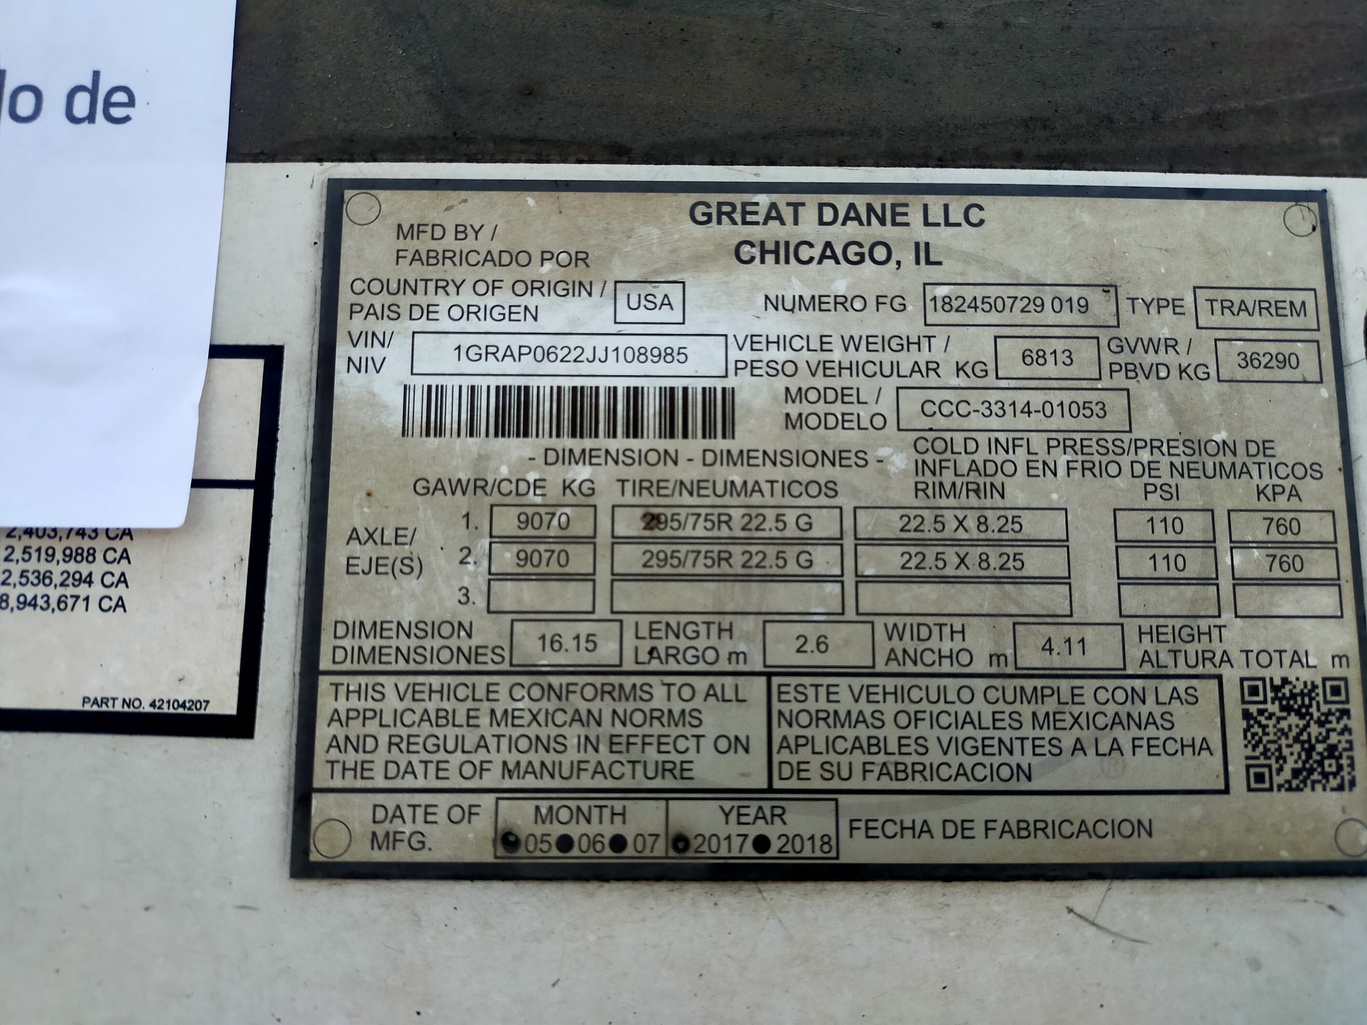 do de
GREAT DANE LLC
CHICAGO, IL
MFD BY /
FABRICADO POR
COUNTRY OF ORIGIN /
PAIS DE ORIGEN
USA
NUMERO FG
182450729 019
TYPE
TRA/REM
VIN/
NIV
1GRAP0622JJ108985
VEHICLE WEIGHT /
PESO VEHICULAR KG
6813
GVWR /
PBVD KG
36290
MODEL /
MODELO
CCC-3314-01053
- DIMENSION - DIMENSIONES -
COLD INFL PRESS/PRESION DE
INFLADO EN FRIO DE NEUMATICOS
GAWR/CDE KG TIRE/NEUMATICOS RIM/RIN PSI KPA
AXLE/
EJE(S)
1. 9070 295/75R 22.5 G 22.5 X 8.25 110 760
2. 9070 295/75R 22.5 G 22.5 X 8.25 110 760
3.
DIMENSION
DIMENSIONES
16.15
LENGTH
LARGO m
2.6
WIDTH
ANCHO m
4.11
HEIGHT
ALTURA TOTAL m
THIS VEHICLE CONFORMS TO ALL
APPLICABLE MEXICAN NORMS
AND REGULATIONS IN EFFECT ON
THE DATE OF MANUFACTURE
ESTE VEHICULO CUMPLE CON LAS
NORMAS OFICIALES MEXICANAS
APLICABLES VIGENTES A LA FECHA
DE SU FABRICACION
DATE OF
MFG.
MONTH YEAR
●05●06●07 ●2017●2018
FECHA DE FABRICACION
2,403,743 CA
2,519,988 CA
2,536,294 CA
8,943,671 CA
PART NO. 42104207